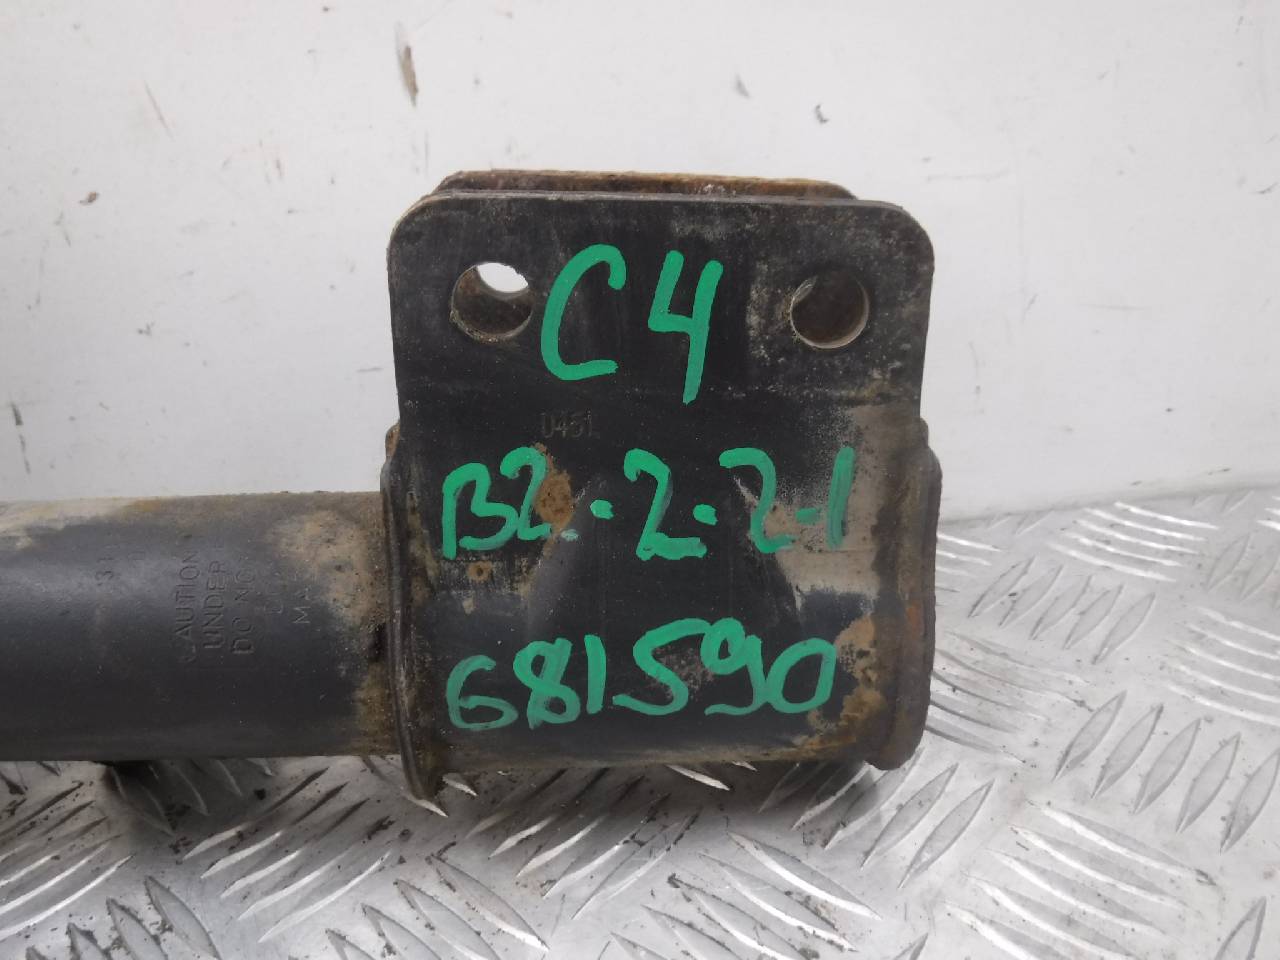 C4
0451
B2.-2-2-1
681590
CAUTION
UNDER
DO NO